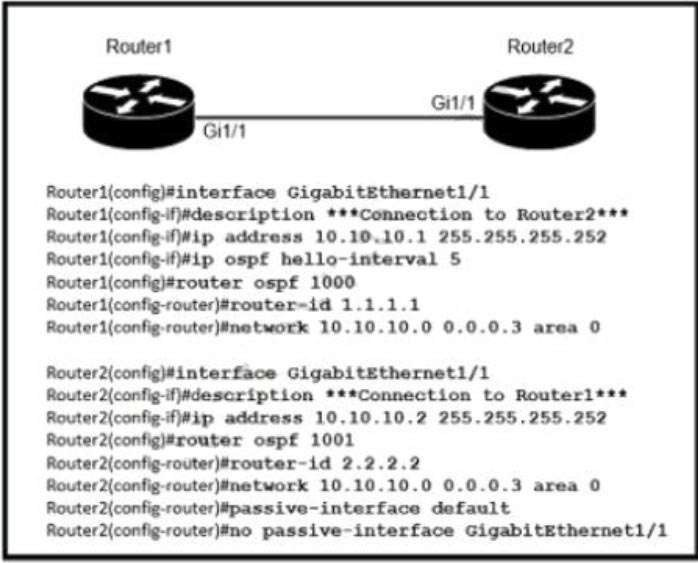 Router1
Router2
Gi1/1
Gi1/1
Router1(config)#interface GigabitEthernet1/1
Router1(config-if)#description ***Connection to Router2***
Router1(config-if)#ip address 10.10.10.1 255.255.255.252
Router1(config-if)#ip ospf hello-interval 5
Router1(config)#router ospf 1000
Router1(config-router)#router-id 1.1.1.1
Router1(config-router)#network 10.10.10.0 0.0.0.3 area 0
Router2(config)#interface GigabitEthernet1/1
Router2(config-if)#description ***Connection to Router1***
Router2(config-if)#ip address 10.10.10.2 255.255.255.252
Router2(config)#router ospf 1001
Router2(config-router)#router-id 2.2.2.2
Router2(config-router)#network 10.10.10.0 0.0.0.3 area 0
Router2(config-router)#passive-interface default
Router2(config-router)#no passive-interface GigabitEthernet1/1